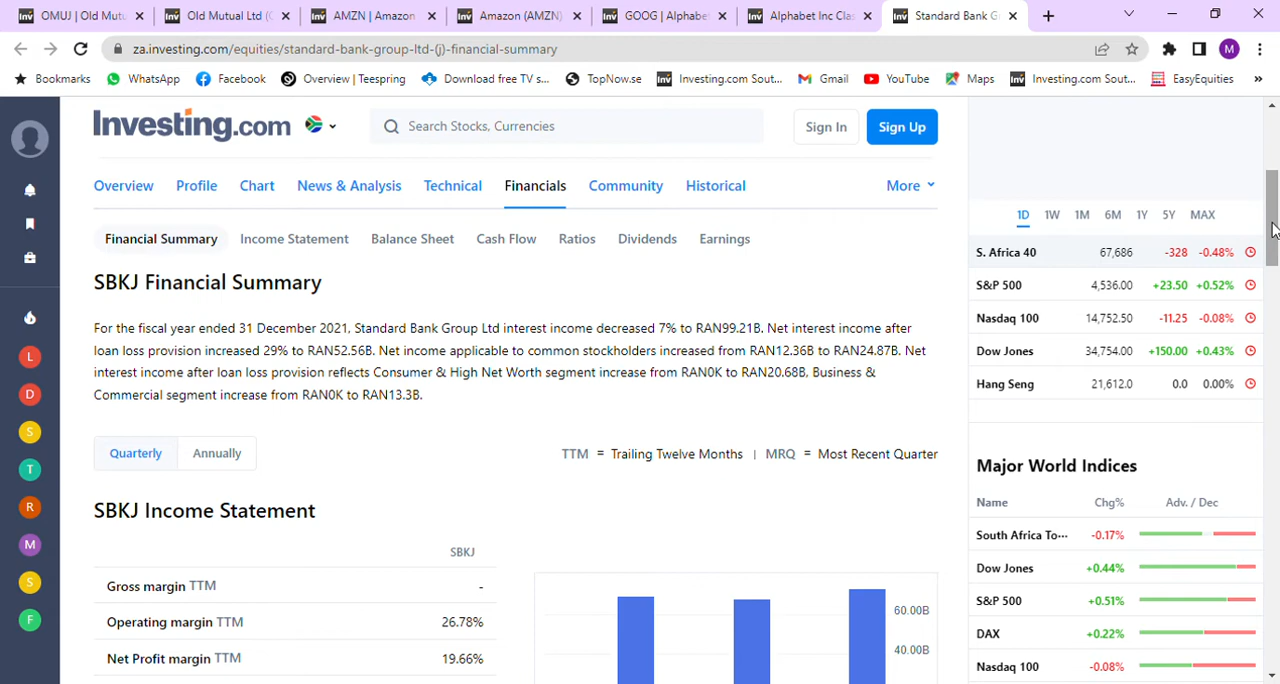 OMUJ | Old Mutu
Old Mutual Ltd (
AMZN | Amazon
Amazon (AMZN)
GOOG | Alphabet
Alphabet Inc Clas
Standard Bank G
za.investing.com/equities/standard-bank-group-ltd-(j)-financial-summary
M
Bookmarks
WhatsApp
Facebook
Overview | Teespring
Download free TV s...
TopNow.se
Investing.com Sout...
Gmail
YouTube
Maps
Investing.com Sout...
EasyEquities
»
Investing.com
Search Stocks, Currencies
Sign In
Sign Up
Overview
Profile
Chart
News & Analysis
Technical
Financials
Community
Historical
More
Financial Summary
Income Statement
Balance Sheet
Cash Flow
Ratios
Dividends
Earnings
SBKJ Financial Summary
For the fiscal year ended 31 December 2021, Standard Bank Group Ltd interest income decreased 7% to RAN99.21B. Net interest income after
loan loss provision increased 29% to RAN52.56B. Net income applicable to common stockholders increased from RAN12.36B to RAN24.87B. Net
interest income after loan loss provision reflects Consumer & High Net Worth segment increase from RAN0K to RAN20.68B, Business &
Commercial segment increase from RAN0K to RAN13.3B.
Quarterly
Annually
TTM = Trailing Twelve Months | MRQ = Most Recent Quarter
SBKJ Income Statement
SBKJ
Gross margin TTM -
Operating margin TTM 26.78%
Net Profit margin TTM 19.66%
60.00B
40.00B
1D 1W 1M 6M 1Y 5Y MAX
S. Africa 40 67,686 -328 -0.48%
S&P 500 4,536.00 +23.50 +0.52%
Nasdaq 100 14,752.50 -11.25 -0.08%
Dow Jones 34,754.00 +150.00 +0.43%
Hang Seng 21,612.0 0.0 0.00%
Major World Indices
Name Chg% Adv. / Dec
South Africa To··· -0.17%
Dow Jones +0.44%
S&P 500 +0.51%
DAX +0.22%
Nasdaq 100 -0.08%
L
D
S
T
R
M
S
F